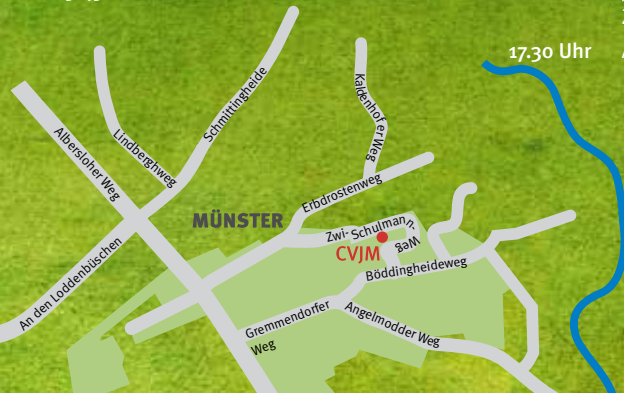 17.30 Uhr
Schmittingheide
Kaldenhofer Weg
Albersloher Weg
Lindberghweg
Erbdrostenweg
MÜNSTER
Zwi-Schulmann-
Weg
CVJM
An den Loddenbüschen
Böddingheideweg
Gremmendorfer
Weg
Angelmodder Weg